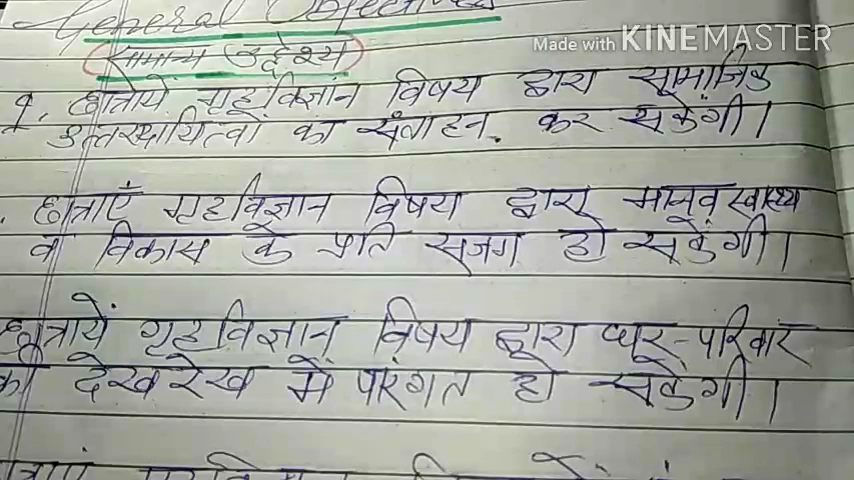 General Objectives
Made with KINEMASTER
(सामान्य उद्देश्य)
१. छात्रायें गृहविज्ञान विषय द्वारा सामाजिक
उत्तरदायित्वों का संवाहन कर सकेंगी।
छात्राएँ गृहविज्ञान विषय द्वारा मानव स्वास्थ्य
व विकास के प्रति सजग हो सकेंगी।
छात्रायें गृहविज्ञान विषय द्वारा घर-परिवार
की देखरेख में पारंगत हो सकेंगी।